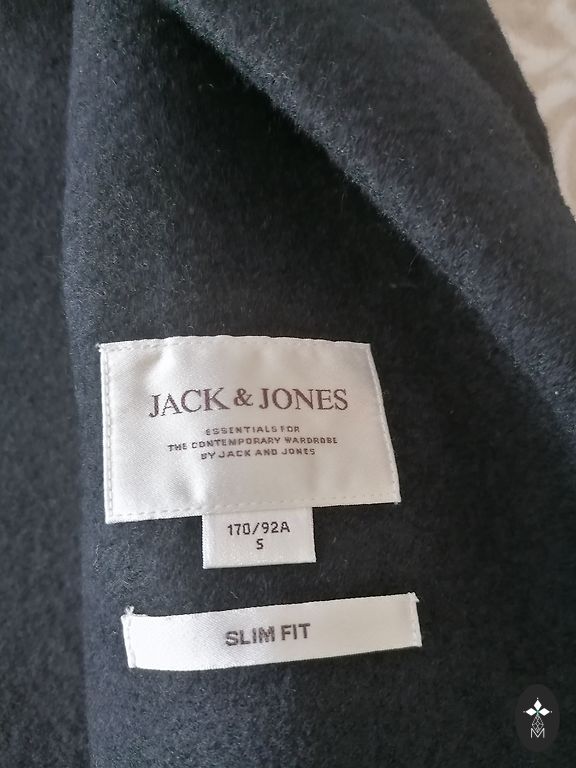 JACK & JONES
ESSENTIALS FOR
THE CONTEMPORARY WARDROBE
BY JACK AND JONES
170/92A
S
SLIM FIT
M